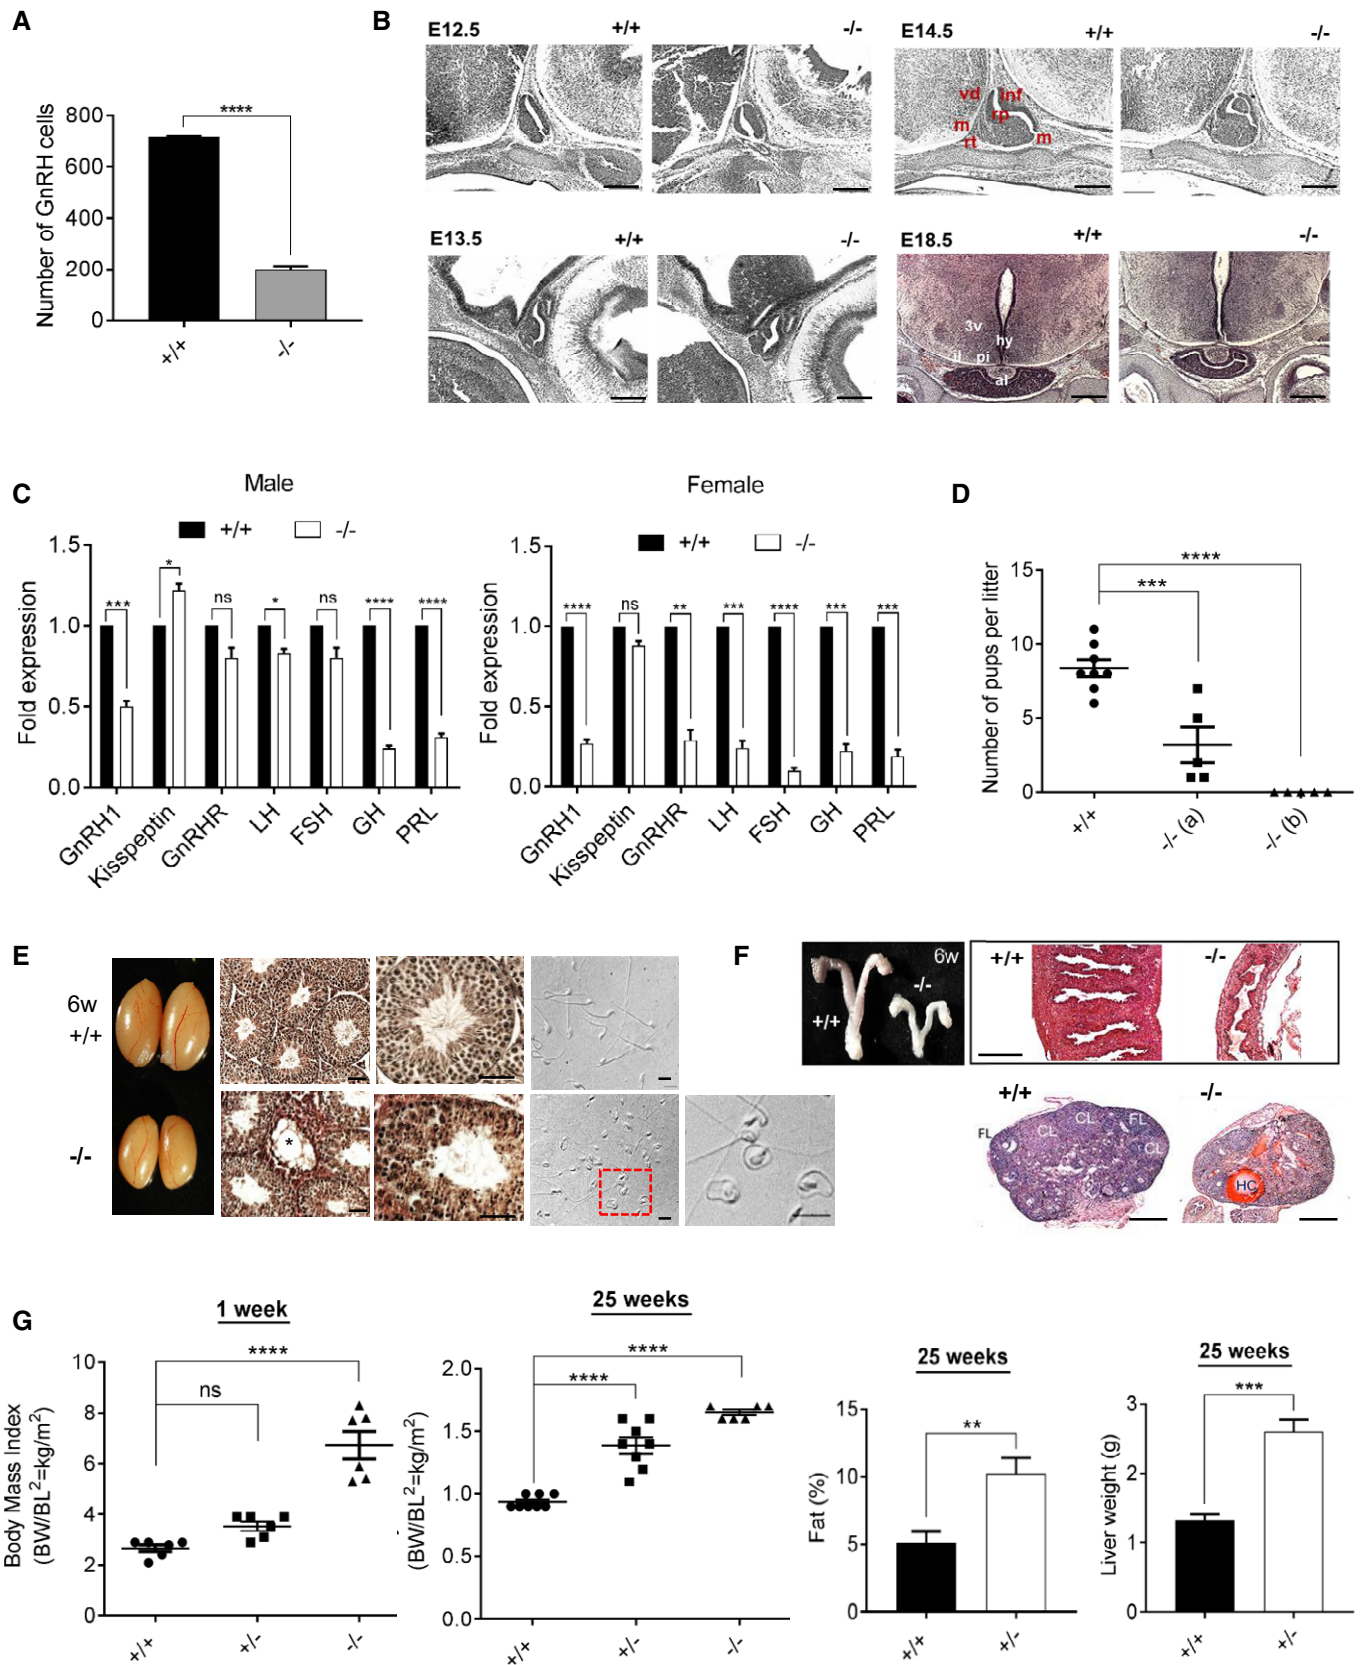 A
Number of GnRH cells
800
600
400
200
0
****
+/+
-/-
B
E12.5 +/+ -/-
E14.5 +/+ -/-
vd inf
rp
m m
rt
E13.5 +/+ -/-
E18.5 +/+ -/-
3v
hy
il pi
al
C
Male
+/+ -/-
Fold expression
1.5
1.0
0.5
0.0
*** * ns * ns **** ****
GnRH1 Kisspeptin GnRHR LH FSH GH PRL
Female
+/+ -/-
Fold expression
1.5
1.0
0.5
0.0
**** ns ** *** **** *** ***
GnRH1 Kisspeptin GnRHR LH FSH GH PRL
D
Number of pups per litter
15
10
5
0
****
***
+/+ -/- (a) -/- (b)
E
6w
+/+
-/-
*
F
6w
+/+ -/-
+/+ -/-
+/+ -/-
FL CL CL FL CL
HC
G
1 week
Body Mass Index
(BW/BL²=kg/m²)
10
8
6
4
2
0
****
ns
+/+ +/- -/-
25 weeks
(BW/BL²=kg/m²)
2.0
1.5
1.0
0.5
0.0
****
****
+/+ +/- -/-
25 weeks
Fat (%)
15
10
5
0
**
+/+ +/-
25 weeks
Liver weight (g)
3
2
1
0
***
+/+ +/-